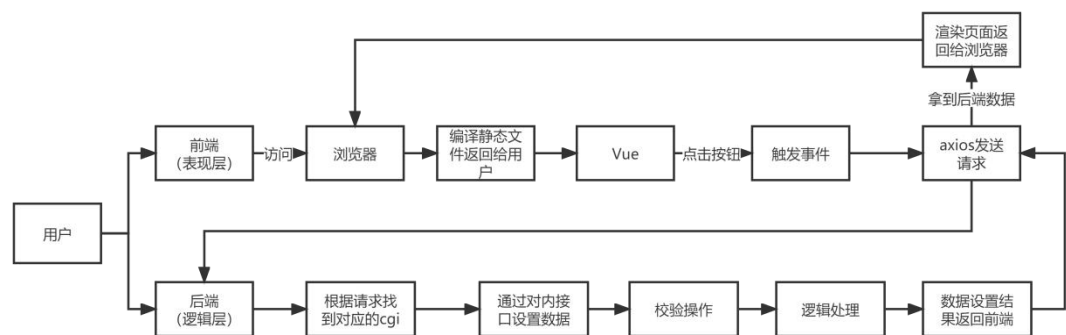 渲染页面返
回给浏览器
拿到后端数据
前端
（表现层）
访问
浏览器
编译静态文
件返回给用
户
Vue
点击按钮
触发事件
axios发送
请求
用户
后端
（逻辑层）
根据请求找
到对应的cgi
通过对内接
口设置数据
校验操作
逻辑处理
数据设置结
果返回前端